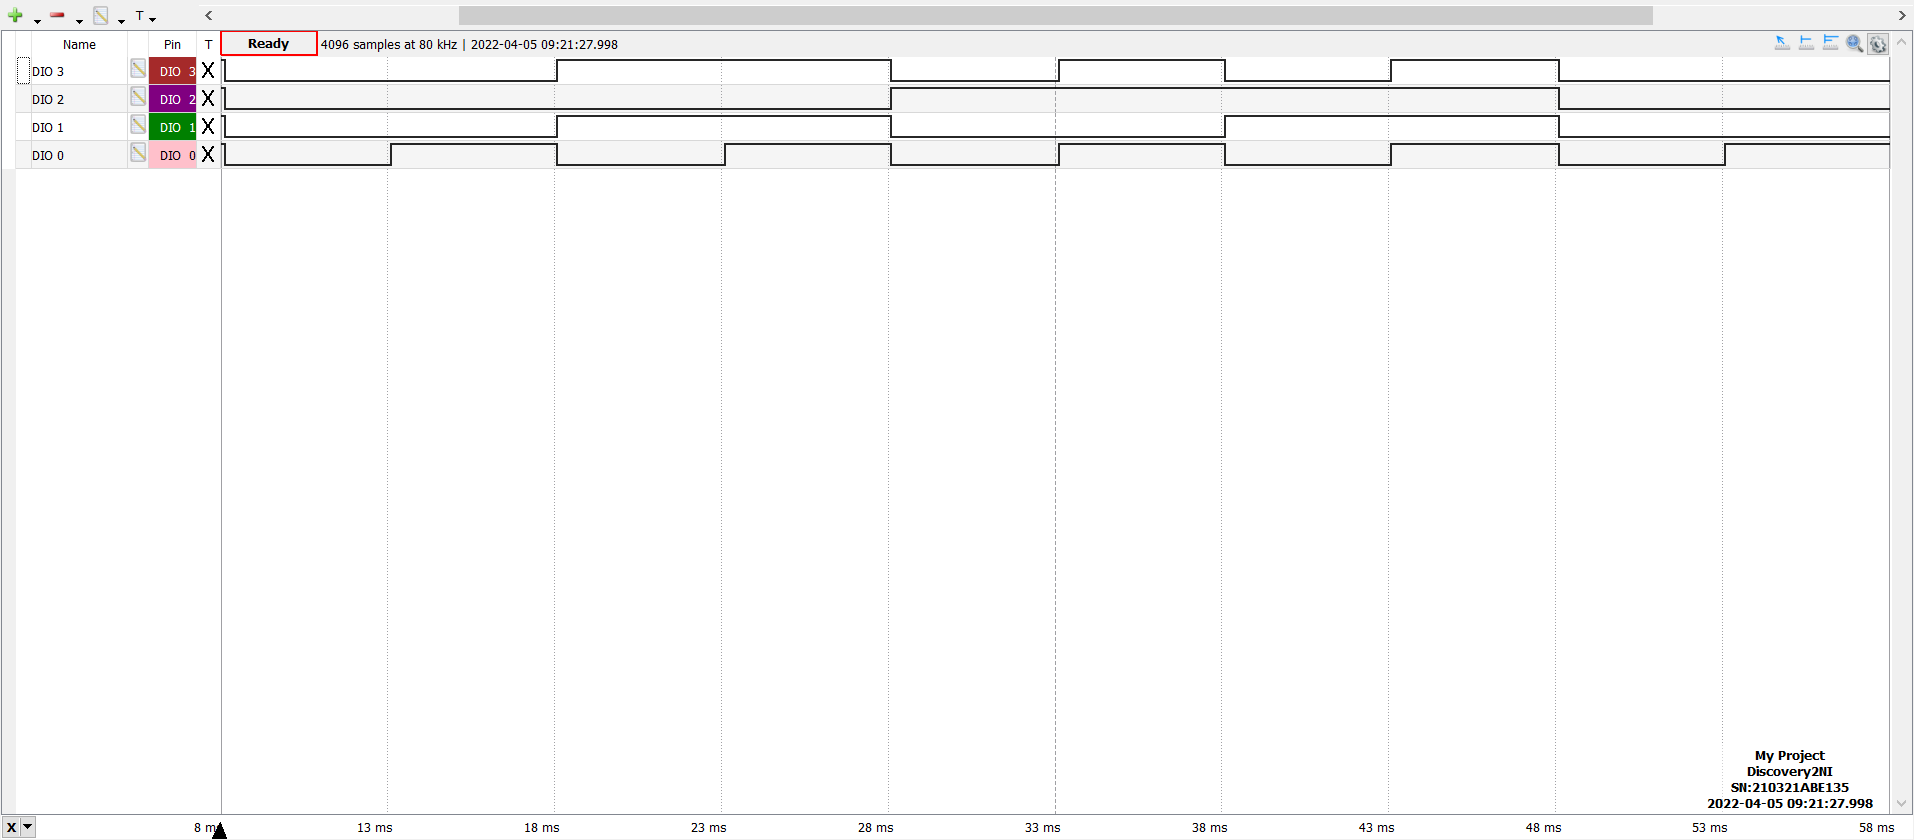 T
Name Pin T Ready 4096 samples at 80 kHz | 2022-04-05 09:21:27.998
DIO 3 DIO 3 X
DIO 2 DIO 2 X
DIO 1 DIO 1 X
DIO 0 DIO 0 X
My Project
Discovery2NI
SN:210321ABE135
2022-04-05 09:21:27.998
X 8 m 13 ms 18 ms 23 ms 28 ms 33 ms 38 ms 43 ms 48 ms 53 ms 58 ms